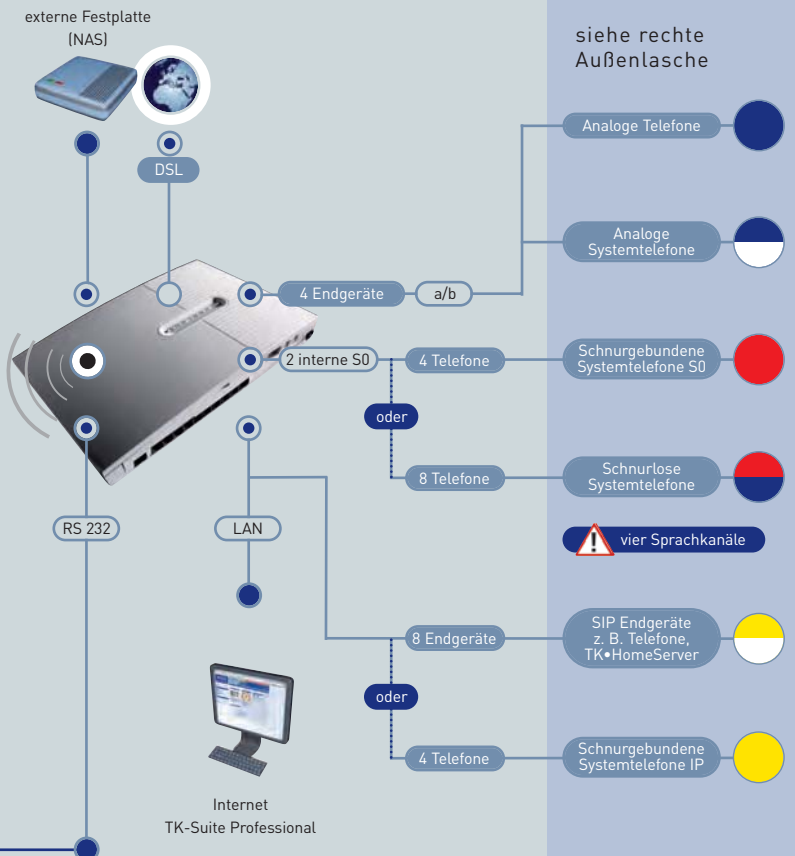 externe Festplatte
(NAS)
siehe rechte
Außenlasche
DSL
Analoge Telefone
Analoge
Systemtelefone
4 Endgeräte
a/b
2 interne S0
4 Telefone
Schnurgebundene
Systemtelefone S0
oder
8 Telefone
Schnurlose
Systemtelefone
RS 232
LAN
! vier Sprachkanäle
8 Endgeräte
SIP Endgeräte
z. B. Telefone,
TK•HomeServer
oder
4 Telefone
Schnurgebundene
Systemtelefone IP
Internet
TK-Suite Professional